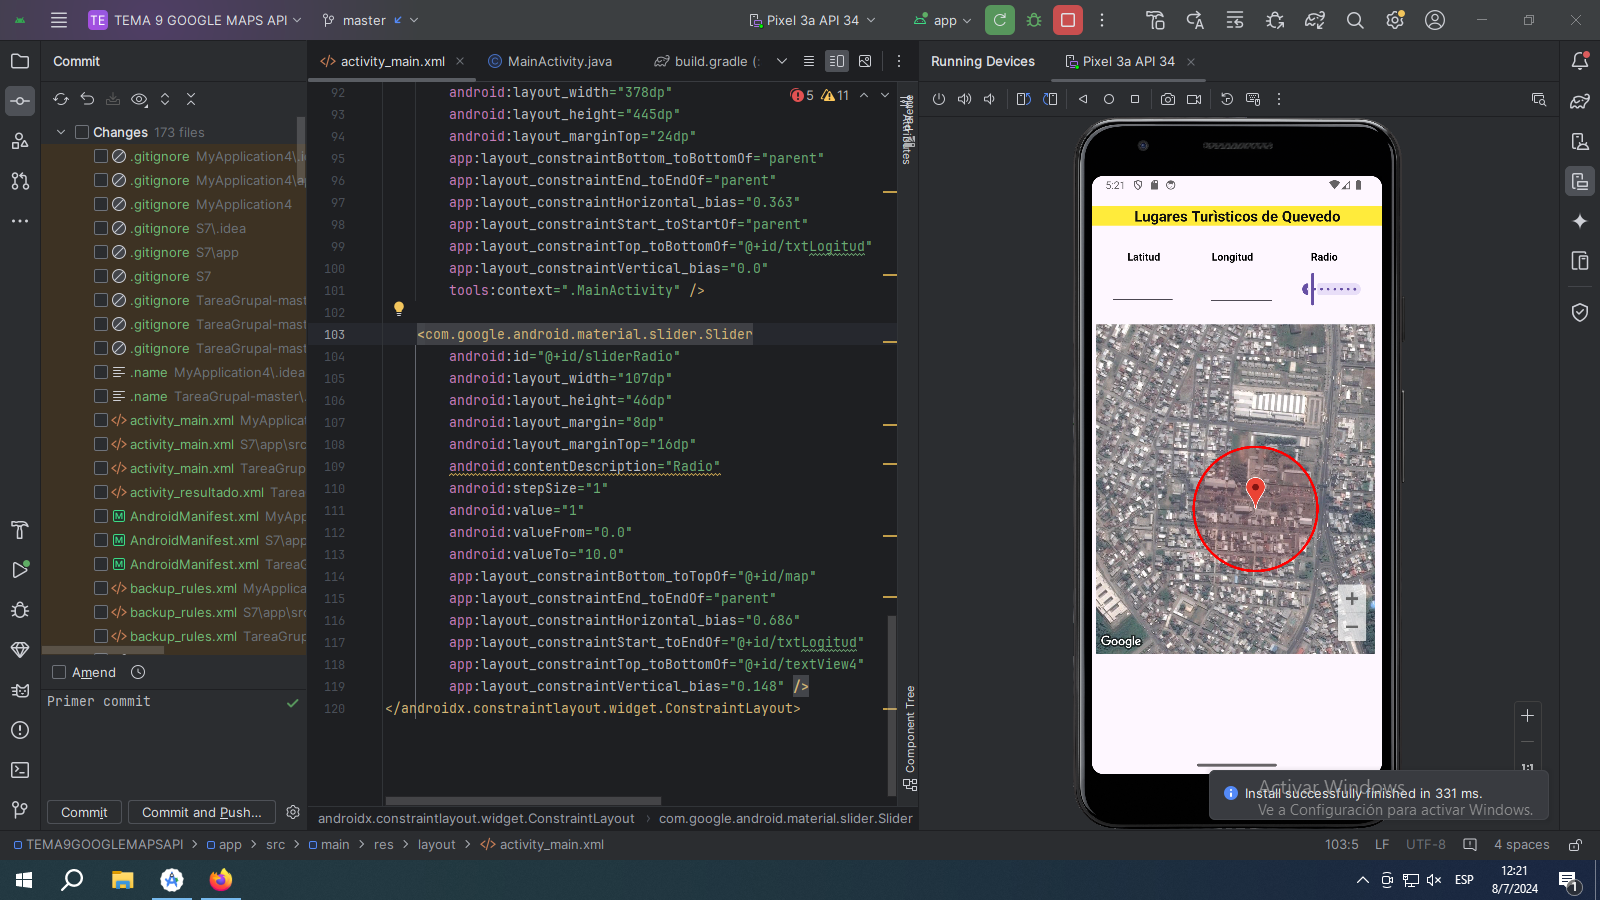 TE TEMA 9 GOOGLE MAPS API
master
Pixel 3a API 34
app
Commit
activity_main.xml
MainActivity.java
build.gradle (:
Running Devices
Pixel 3a API 34
Changes 173 files
.gitignore MyApplication4\.i
.gitignore MyApplication4\a
.gitignore MyApplication4
.gitignore S7\.idea
.gitignore S7\app
.gitignore S7
.gitignore TareaGrupal-mast
.gitignore TareaGrupal-mast
.gitignore TareaGrupal-mast
.name MyApplication4\.idea
.name TareaGrupal-master\.
activity_main.xml MyApplicat
activity_main.xml S7\app\src
activity_main.xml TareaGrup
activity_resultado.xml Tarea
AndroidManifest.xml MyApp
AndroidManifest.xml S7\app
AndroidManifest.xml TareaG
backup_rules.xml MyApplica
backup_rules.xml S7\app\src
backup_rules.xml TareaGrup
Amend
Primer commit
Commit
Commit and Push...
5 11
92 android:layout_width="378dp"
93 android:layout_height="445dp"
94 android:layout_marginTop="24dp"
95 app:layout_constraintBottom_toBottomOf="parent"
96 app:layout_constraintEnd_toEndOf="parent"
97 app:layout_constraintHorizontal_bias="0.363"
98 app:layout_constraintStart_toStartOf="parent"
99 app:layout_constraintTop_toBottomOf="@+id/txtLogitud"
100 app:layout_constraintVertical_bias="0.0"
101 tools:context=".MainActivity" />
102
103 <com.google.android.material.slider.Slider
104 android:id="@+id/sliderRadio"
105 android:layout_width="107dp"
106 android:layout_height="46dp"
107 android:layout_margin="8dp"
108 android:layout_marginTop="16dp"
109 android:contentDescription="Radio"
110 android:stepSize="1"
111 android:value="1"
112 android:valueFrom="0.0"
113 android:valueTo="10.0"
114 app:layout_constraintBottom_toTopOf="@+id/map"
115 app:layout_constraintEnd_toEndOf="parent"
116 app:layout_constraintHorizontal_bias="0.686"
117 app:layout_constraintStart_toEndOf="@+id/txtLogitud"
118 app:layout_constraintTop_toBottomOf="@+id/textView4"
119 app:layout_constraintVertical_bias="0.148" />
120 </androidx.constraintlayout.widget.ConstraintLayout>
Attributes
Component Tree
androidx.constraintlayout.widget.ConstraintLayout › com.google.android.material.slider.Slider
5:21
Lugares Turìsticos de Quevedo
Latitud
Longitud
Radio
+
−
Google
1:1
Activar Windows
Install successfully finished in 331 ms.
Ve a Configuración para activar Windows.
TEMA9GOOGLEMAPSAPI › app › src › main › res › layout › activity_main.xml
103:5 LF UTF-8 4 spaces
ESP
12:21
8/7/2024
1